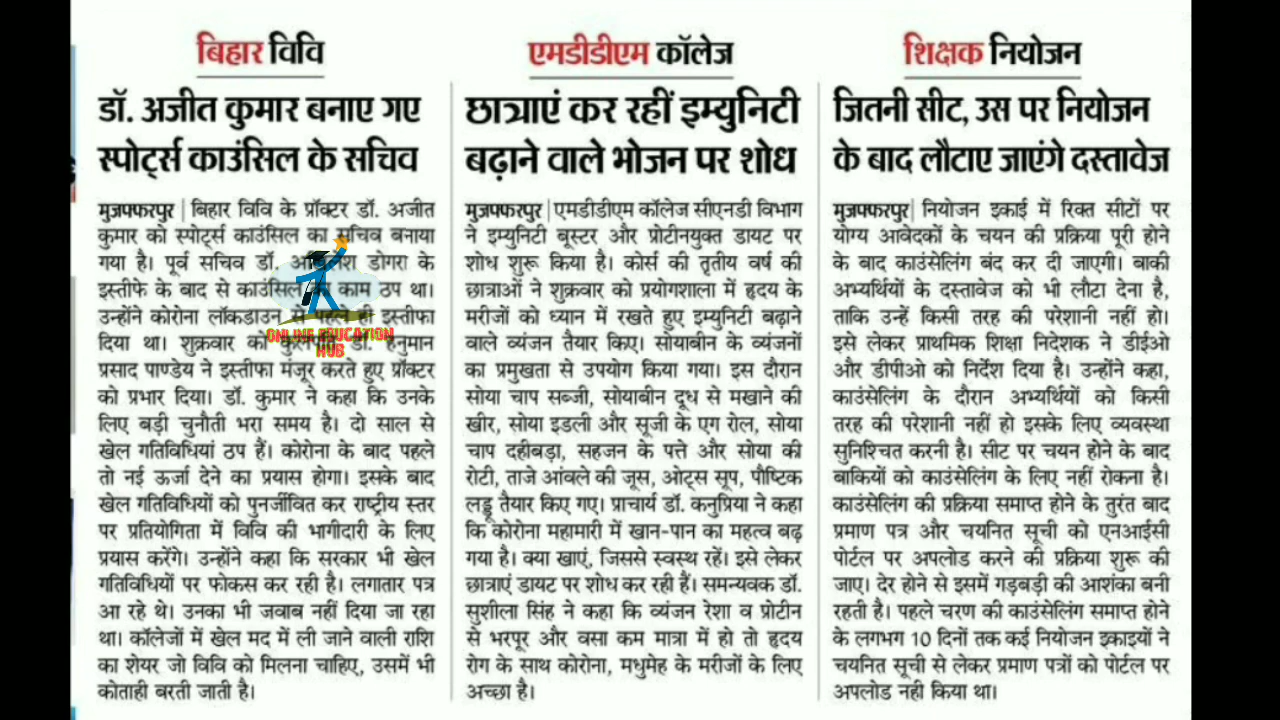 बिहार विवि
डॉ. अजीत कुमार बनाए गए
स्पोर्ट्स काउंसिल के सचिव
मुजफ्फरपुर | बिहार विवि के प्रॉक्टर डॉ. अजीत
कुमार को स्पोर्ट्स काउंसिल का सचिव बनाया
गया है। पूर्व सचिव डॉ. डोगरा के
इस्तीफे के बाद से काउंसिल का काम ठप था।
उन्होंने कोरोना लॉकडाउन से पहले ही इस्तीफा
दिया था। शुक्रवार को कुलपति डॉ. हनुमान
प्रसाद पाण्डेय ने इस्तीफा मंजूर करते हुए प्रॉक्टर
को प्रभार दिया। डॉ. कुमार ने कहा कि उनके
लिए बड़ी चुनौती भरा समय है। दो साल से
खेल गतिविधियां ठप हैं। कोरोना के बाद पहले
तो नई ऊर्जा देने का प्रयास होगा। इसके बाद
खेल गतिविधियों को पुनर्जीवित कर राष्ट्रीय स्तर
पर प्रतियोगिता में विवि की भागीदारी के लिए
प्रयास करेंगे। उन्होंने कहा कि सरकार भी खेल
गतिविधियों पर फोकस कर रही है। लगातार पत्र
आ रहे थे। उनका भी जवाब नहीं दिया जा रहा
था। कॉलेजों में खेल मद में ली जाने वाली राशि
का शेयर जो विवि को मिलना चाहिए, उसमें भी
कोताही बरती जाती है।
ONLINE EDUCATION
HUB
एमडीडीएम कॉलेज
छात्राएं कर रहीं इम्युनिटी
बढ़ाने वाले भोजन पर शोध
मुजफ्फरपुर | एमडीडीएम कॉलेज सीएनडी विभाग
ने इम्युनिटी बूस्टर और प्रोटीनयुक्त डायट पर
शोध शुरू किया है। कोर्स की तृतीय वर्ष की
छात्राओं ने शुक्रवार को प्रयोगशाला में हृदय के
मरीजों को ध्यान में रखते हुए इम्युनिटी बढ़ाने
वाले व्यंजन तैयार किए। सोयाबीन के व्यंजनों
का प्रमुखता से उपयोग किया गया। इस दौरान
सोया चाप सब्जी, सोयाबीन दूध से मखाने की
खीर, सोया इडली और सूजी के एग रोल, सोया
चाप दहीबड़ा, सहजन के पत्ते और सोया की
रोटी, ताजे आंवले की जूस, ओट्स सूप, पौष्टिक
लड्डू तैयार किए गए। प्राचार्य डॉ. कनुप्रिया ने कहा
कि कोरोना महामारी में खान-पान का महत्व बढ़
गया है। क्या खाएं, जिससे स्वस्थ रहें। इसे लेकर
छात्राएं डायट पर शोध कर रही हैं। समन्यवक डॉ.
सुशीला सिंह ने कहा कि व्यंजन रेशा व प्रोटीन
से भरपूर और वसा कम मात्रा में हो तो हृदय
रोग के साथ कोरोना, मधुमेह के मरीजों के लिए
अच्छा है।
शिक्षक नियोजन
जितनी सीट, उस पर नियोजन
के बाद लौटाए जाएंगे दस्तावेज
मुजफ्फरपुर | नियोजन इकाई में रिक्त सीटों पर
योग्य आवेदकों के चयन की प्रक्रिया पूरी होने
के बाद काउंसेलिंग बंद कर दी जाएगी। बाकी
अभ्यर्थियों के दस्तावेज को भी लौटा देना है,
ताकि उन्हें किसी तरह की परेशानी नहीं हो।
इसे लेकर प्राथमिक शिक्षा निदेशक ने डीईओ
और डीपीओ को निर्देश दिया है। उन्होंने कहा,
काउंसेलिंग के दौरान अभ्यर्थियों को किसी
तरह की परेशानी नहीं हो इसके लिए व्यवस्था
सुनिश्चित करनी है। सीट पर चयन होने के बाद
बाकियों को काउंसेलिंग के लिए नहीं रोकना है।
काउंसेलिंग की प्रक्रिया समाप्त होने के तुरंत बाद
प्रमाण पत्र और चयनित सूची को एनआईसी
पोर्टल पर अपलोड करने की प्रक्रिया शुरू की
जाए। देर होने से इसमें गड़बड़ी की आशंका बनी
रहती है। पहले चरण की काउंसेलिंग समाप्त होने
के लगभग 10 दिनों तक कई नियोजन इकाइयों ने
चयनित सूची से लेकर प्रमाण पत्रों को पोर्टल पर
अपलोड नही किया था।